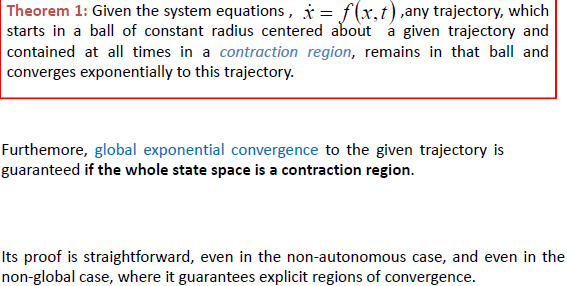 Theorem 1: Given the system equations , ẋ = f(x,t) ,any trajectory, which
starts in a ball of constant radius centered about a given trajectory and
contained at all times in a contraction region, remains in that ball and
converges exponentially to this trajectory.
Furthemore, global exponential convergence to the given trajectory is
guaranteed if the whole state space is a contraction region.
Its proof is straightforward, even in the non-autonomous case, and even in the
non-global case, where it guarantees explicit regions of convergence.